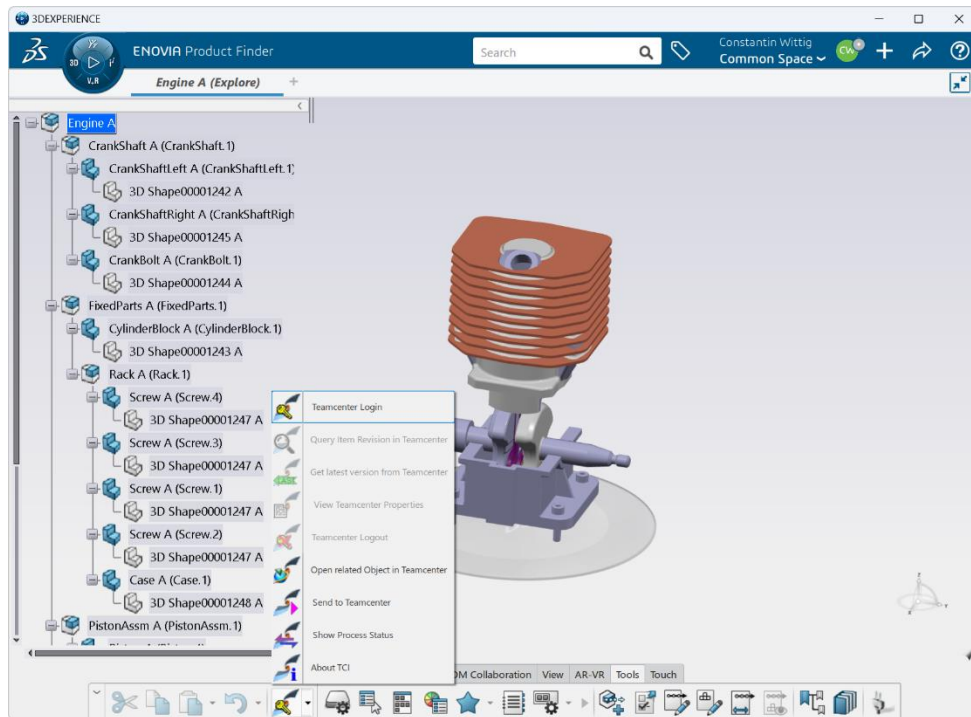 3DEXPERIENCE
3DS
3D
V.R
ENOVIA Product Finder
Search
Constantin Wittig
Common Space
CW
Engine A (Explore)
Engine A
CrankShaft A (CrankShaft.1)
CrankShaftLeft A (CrankShaftLeft.1)
3D Shape00001242 A
CrankShaftRight A (CrankShaftRigh
3D Shape00001245 A
CrankBolt A (CrankBolt.1)
3D Shape00001244 A
FixedParts A (FixedParts.1)
CylinderBlock A (CylinderBlock.1)
3D Shape00001243 A
Rack A (Rack.1)
Screw A (Screw.4)
3D Shape00001247 A
Screw A (Screw.3)
3D Shape00001247 A
Screw A (Screw.1)
3D Shape00001247 A
Screw A (Screw.2)
3D Shape00001247 A
Case A (Case.1)
3D Shape00001248 A
PistonAssm A (PistonAssm.1)
Teamcenter Login
Query Item Revision in Teamcenter
Get latest version from Teamcenter
View Teamcenter Properties
Teamcenter Logout
Open related Object in Teamcenter
Send to Teamcenter
Show Process Status
About TCI
DM Collaboration View AR-VR Tools Touch